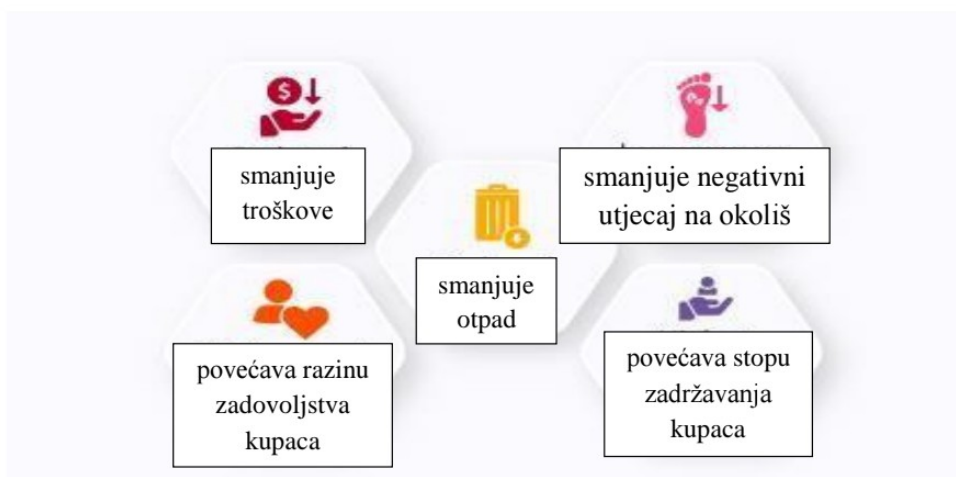 smanjuje
troškove
smanjuje negativni
utjecaj na okoliš
smanjuje
otpad
povećava razinu
zadovoljstva
kupaca
povećava stopu
zadržavanja
kupaca